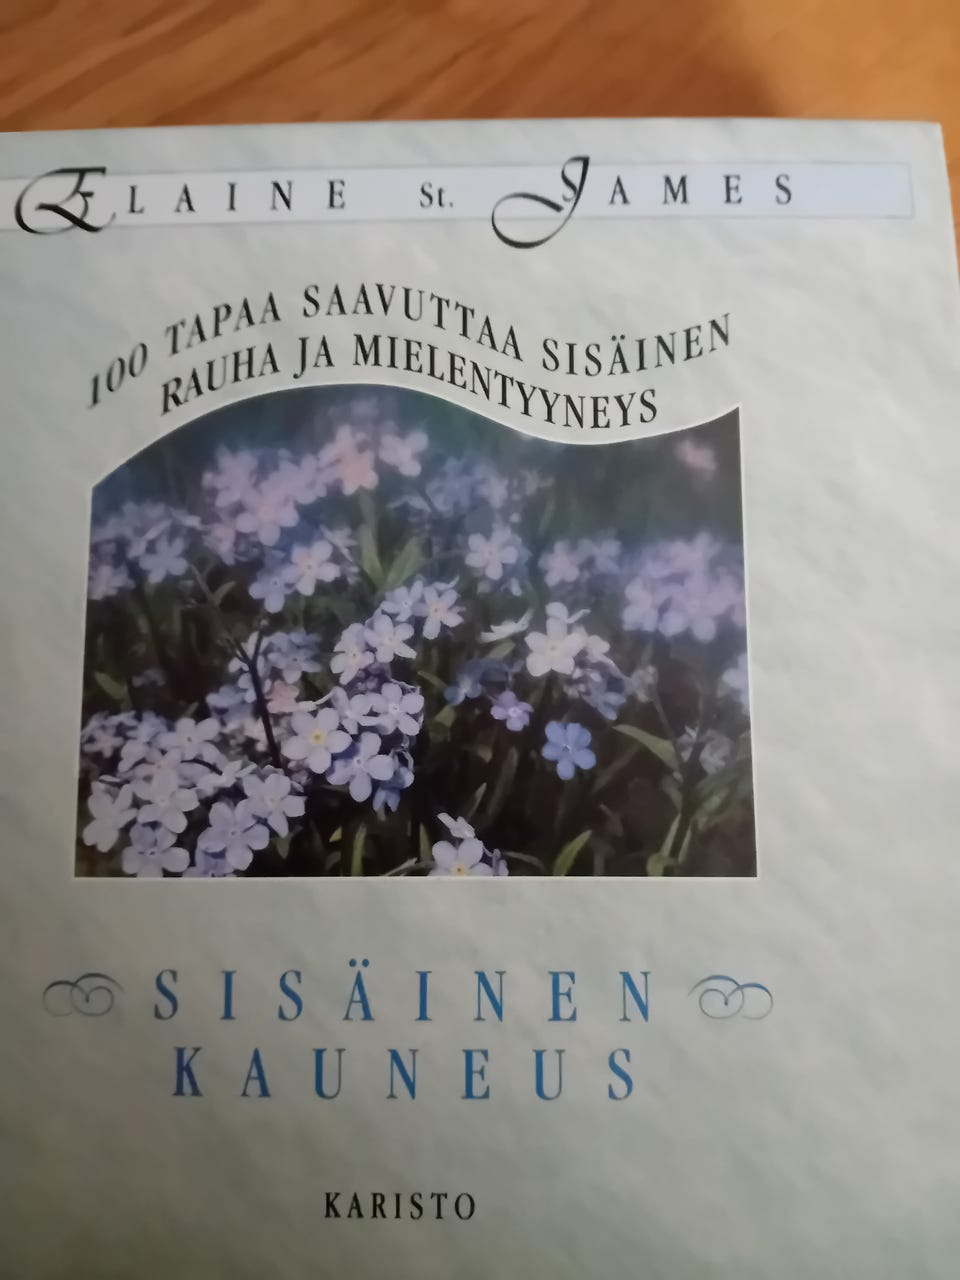 ELAINE St. JAMES
100 TAPAA SAAVUTTAA SISÄINEN
RAUHA JA MIELENTYYNEYS
SISÄINEN
KAUNEUS
KARISTO